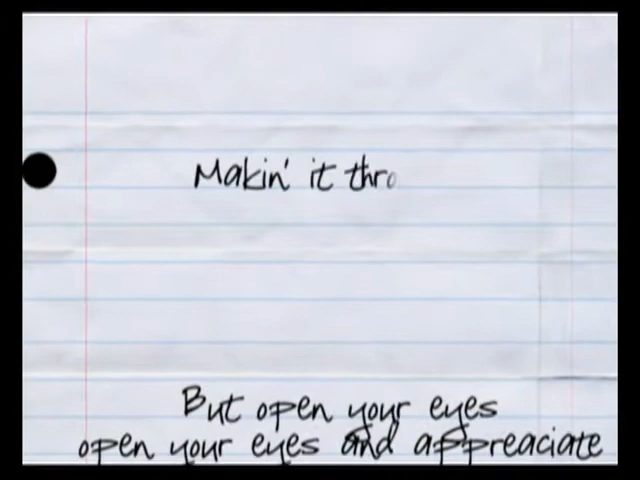 Makin' it thro
But open your eyes
open your eyes and appreaciate